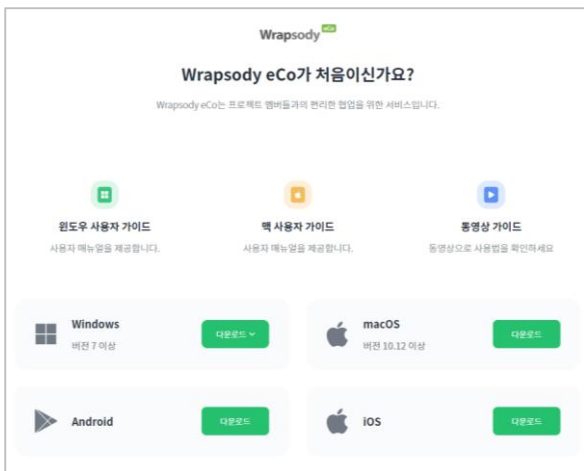 Wrapsody eCo
Wrapsody eCo가 처음이신가요?
Wrapsody eCo는 프로젝트 멤버들과의 편리한 협업을 위한 서비스입니다.
윈도우 사용자 가이드
사용자 매뉴얼을 제공합니다.
맥 사용자 가이드
사용자 매뉴얼을 제공합니다.
동영상 가이드
동영상으로 사용법을 확인하세요
Windows
버전 7 이상
다운로드
macOS
버전 10.12 이상
다운로드
Android
다운로드
iOS
다운로드